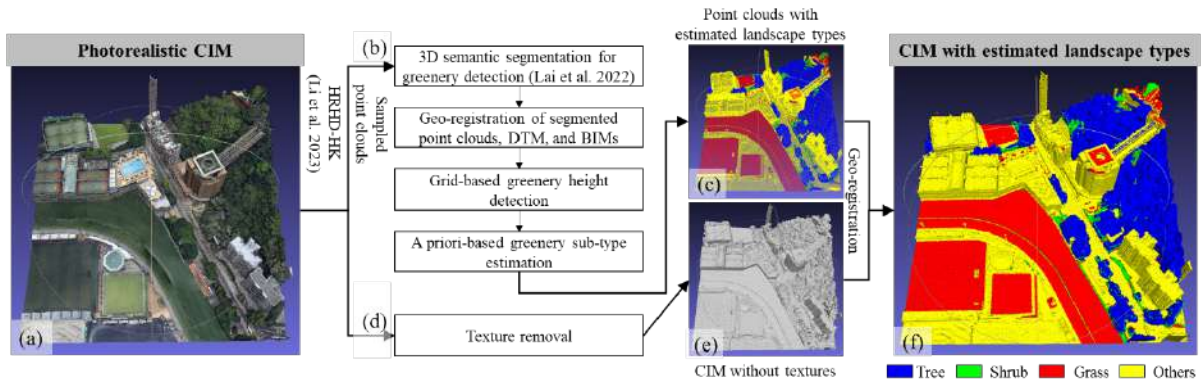 Photorealistic CIM
(a)
HRHD-HK
(Li et al. 2023)
Sampled
point clouds
(b)
3D semantic segmentation for
greenery detection (Lai et al. 2022)
Geo-registration of segmented
point clouds, DTM, and BIMs
Grid-based greenery height
detection
A priori-based greenery sub-type
estimation
(d)
Texture removal
Point clouds with
estimated landscape types
(c)
(e)
CIM without textures
Geo-registration
CIM with estimated landscape types
(f)
Tree Shrub Grass Others